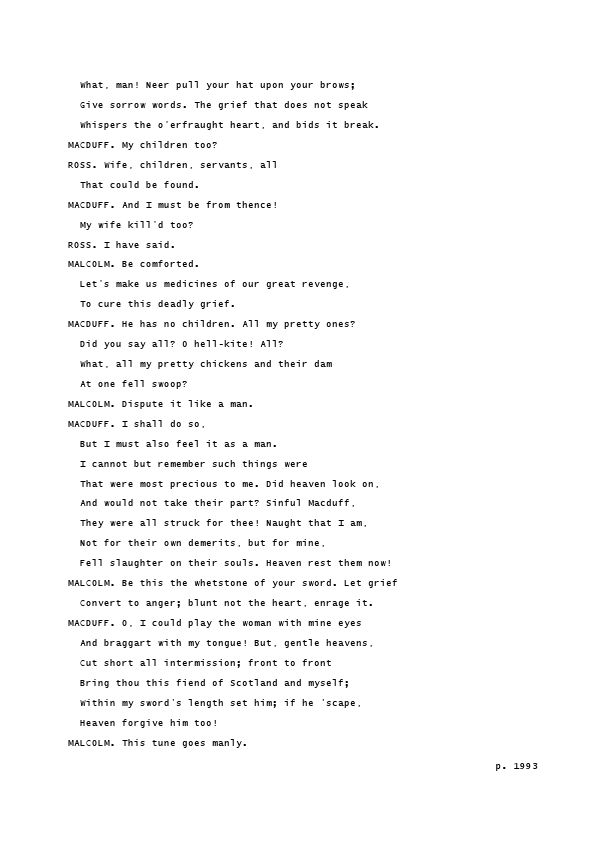 What, man! Neer pull your hat upon your brows;
Give sorrow words. The grief that does not speak
Whispers the o'erfraught heart, and bids it break.
MACDUFF. My children too?
ROSS. Wife, children, servants, all
That could be found.
MACDUFF. And I must be from thence!
My wife kill'd too?
ROSS. I have said.
MALCOLM. Be comforted.
Let's make us medicines of our great revenge,
To cure this deadly grief.
MACDUFF. He has no children. All my pretty ones?
Did you say all? O hell-kite! All?
What, all my pretty chickens and their dam
At one fell swoop?
MALCOLM. Dispute it like a man.
MACDUFF. I shall do so,
But I must also feel it as a man.
I cannot but remember such things were
That were most precious to me. Did heaven look on,
And would not take their part? Sinful Macduff,
They were all struck for thee! Naught that I am,
Not for their own demerits, but for mine,
Fell slaughter on their souls. Heaven rest them now!
MALCOLM. Be this the whetstone of your sword. Let grief
Convert to anger; blunt not the heart, enrage it.
MACDUFF. O, I could play the woman with mine eyes
And braggart with my tongue! But, gentle heavens,
Cut short all intermission; front to front
Bring thou this fiend of Scotland and myself;
Within my sword's length set him; if he 'scape,
Heaven forgive him too!
MALCOLM. This tune goes manly.
p. 1993